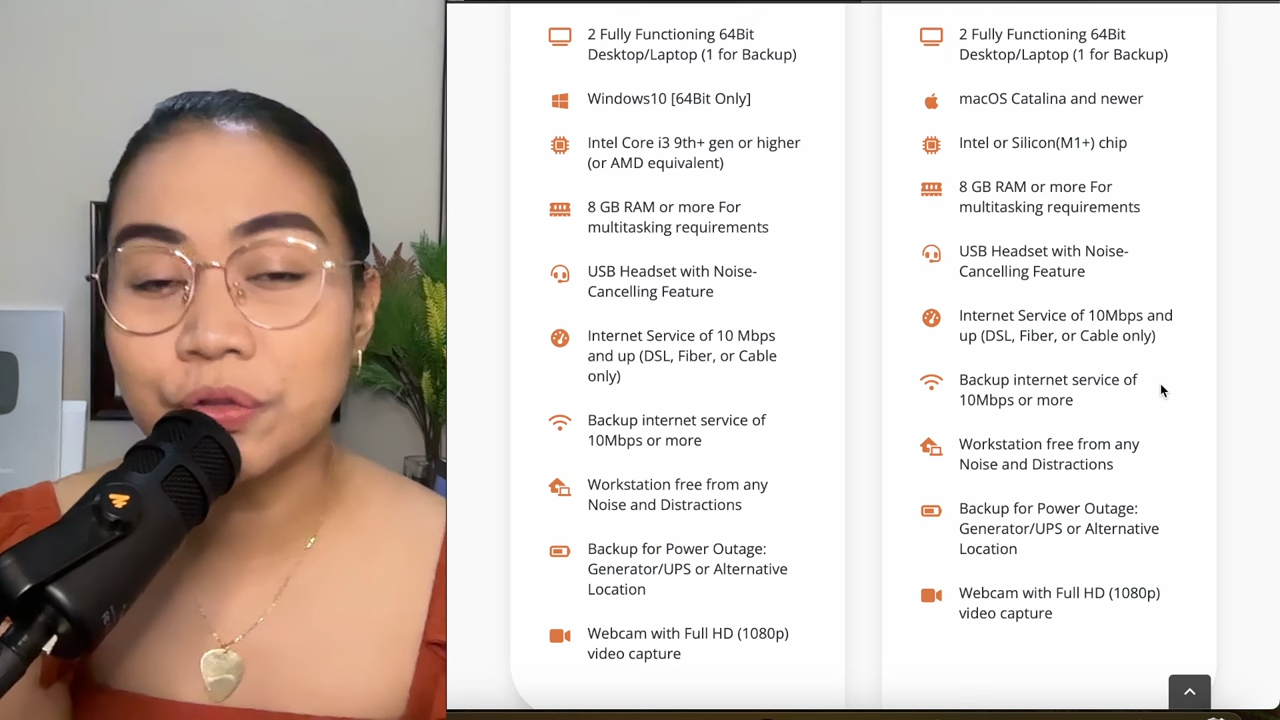 2 Fully Functioning 64Bit
Desktop/Laptop (1 for Backup)
Windows10 [64Bit Only]
Intel Core i3 9th+ gen or higher
(or AMD equivalent)
8 GB RAM or more For
multitasking requirements
USB Headset with Noise-
Cancelling Feature
Internet Service of 10 Mbps
and up (DSL, Fiber, or Cable
only)
Backup internet service of
10Mbps or more
Workstation free from any
Noise and Distractions
Backup for Power Outage:
Generator/UPS or Alternative
Location
Webcam with Full HD (1080p)
video capture
2 Fully Functioning 64Bit
Desktop/Laptop (1 for Backup)
macOS Catalina and newer
Intel or Silicon(M1+) chip
8 GB RAM or more For
multitasking requirements
USB Headset with Noise-
Cancelling Feature
Internet Service of 10Mbps and
up (DSL, Fiber, or Cable only)
Backup internet service of
10Mbps or more
Workstation free from any
Noise and Distractions
Backup for Power Outage:
Generator/UPS or Alternative
Location
Webcam with Full HD (1080p)
video capture